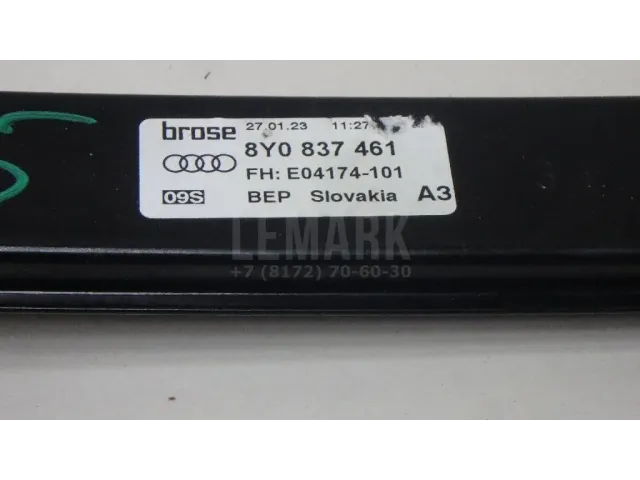 brose 27.01.23 11:27
8Y0 837 461
FH: E04174-101
09S BEP Slovakia A3
LEMARK
+7 (8172) 70-60-30